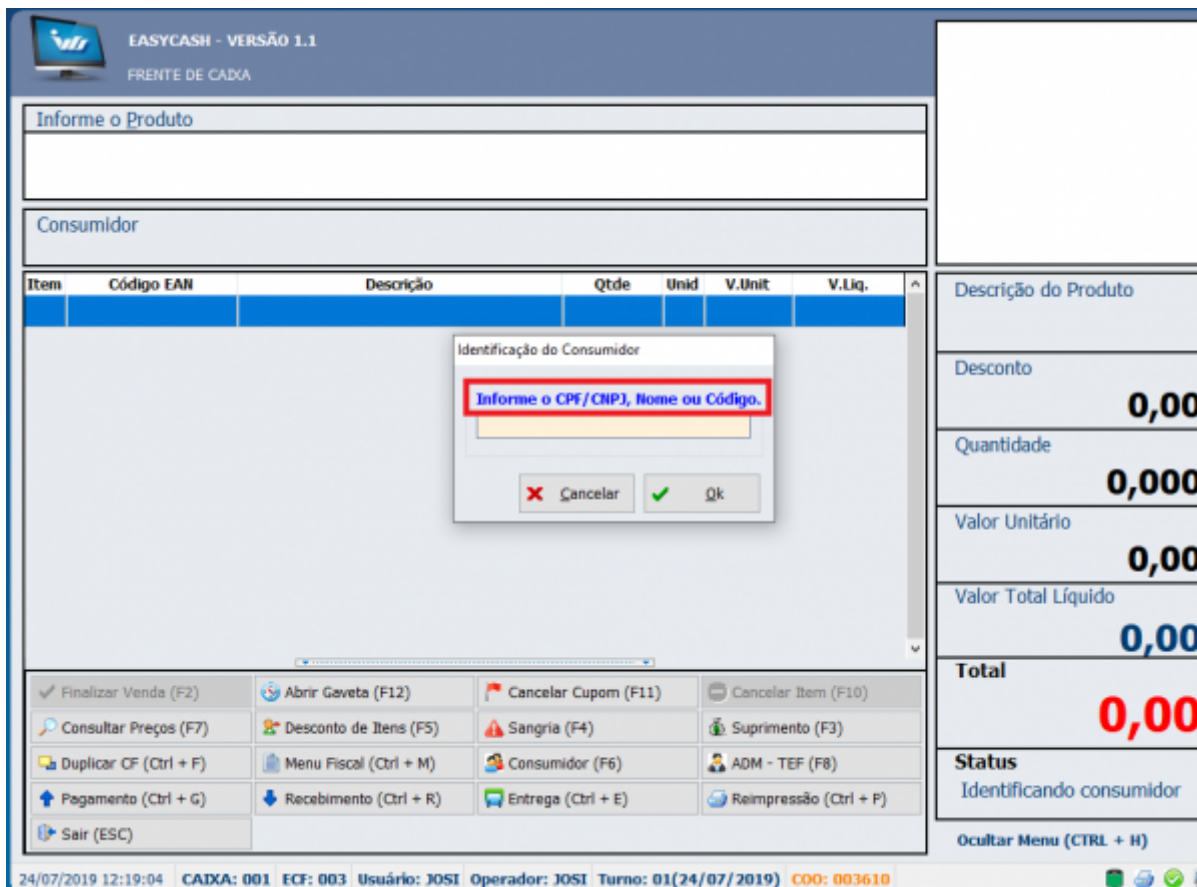 EASYCASH - VERSÃO 1.1
FRENTE DE CAIXA
Informe o Produto
Consumidor
Item Código EAN Descrição Qtde Unid V.Unit V.Liq.
Identificação do Consumidor
Informe o CPF/CNPJ, Nome ou Código.
Cancelar Ok
Descrição do Produto
Desconto
0,00
Quantidade
0,000
Valor Unitário
0,00
Valor Total Líquido
0,00
Total
0,00
Status
Identificando consumidor
Ocultar Menu (CTRL + H)
Finalizar Venda (F2) Abrir Gaveta (F12) Cancelar Cupom (F11) Cancelar Item (F10)
Consultar Preços (F7) Desconto de Itens (F5) Sangria (F4) Suprimento (F3)
Duplicar CF (Ctrl + F) Menu Fiscal (Ctrl + M) Consumidor (F6) ADM - TEF (F8)
Pagamento (Ctrl + G) Recebimento (Ctrl + R) Entrega (Ctrl + E) Reimpressão (Ctrl + P)
Sair (ESC)
24/07/2019 12:19:04 CAIXA: 001 ECF: 003 Usuário: JOSI Operador: JOSI Turno: 01(24/07/2019) COO: 003610